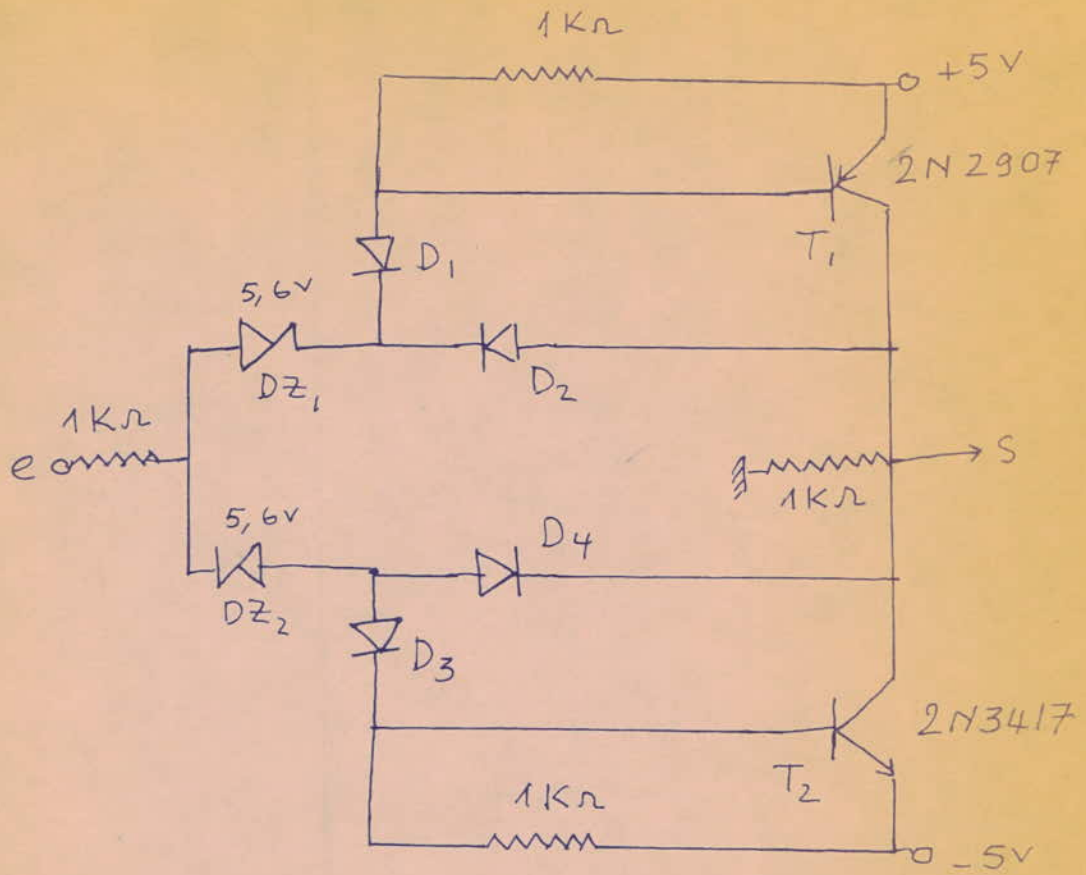 1KΩ
+5V
2N2907
T1
D1
5,6V
DZ1
D2
1KΩ
e
S
1KΩ
5,6V
D4
DZ2
D3
2N3417
T2
1KΩ
-5V